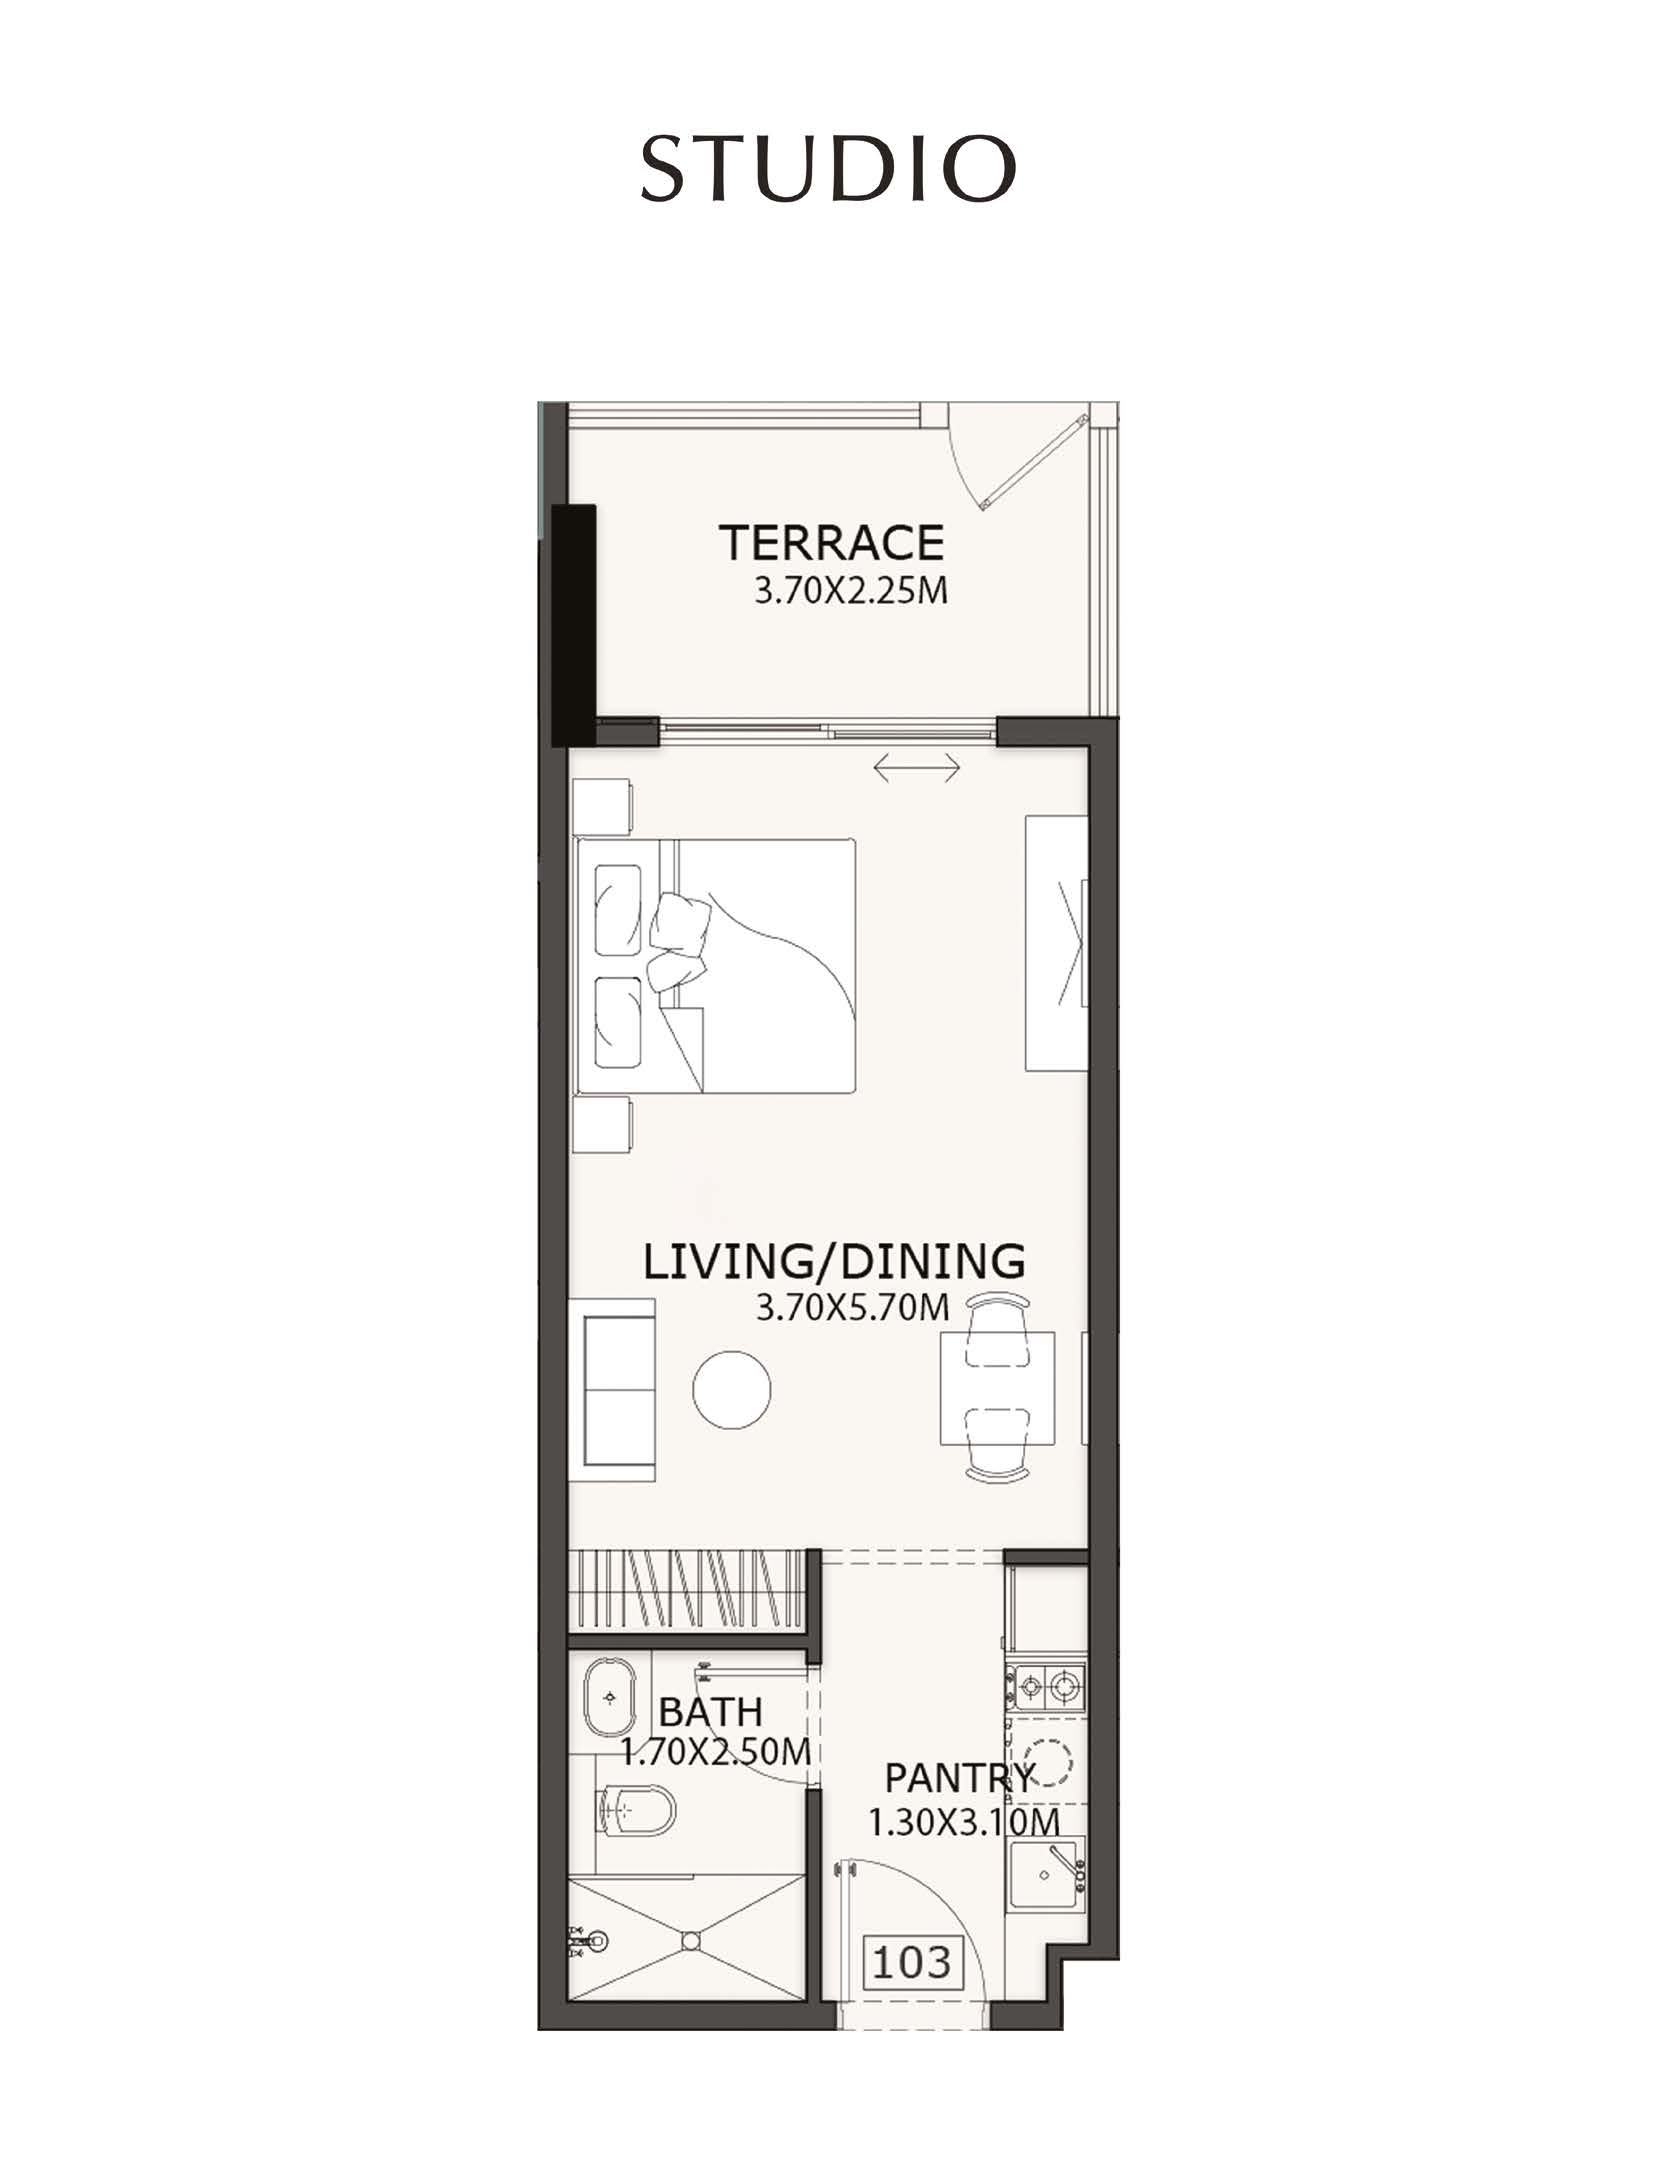 STUDIO
TERRACE
3.70X2.25M
LIVING/DINING
3.70X5.70M
BATH
1.70X2.50M
PANTRY
1.30X3.10M
103